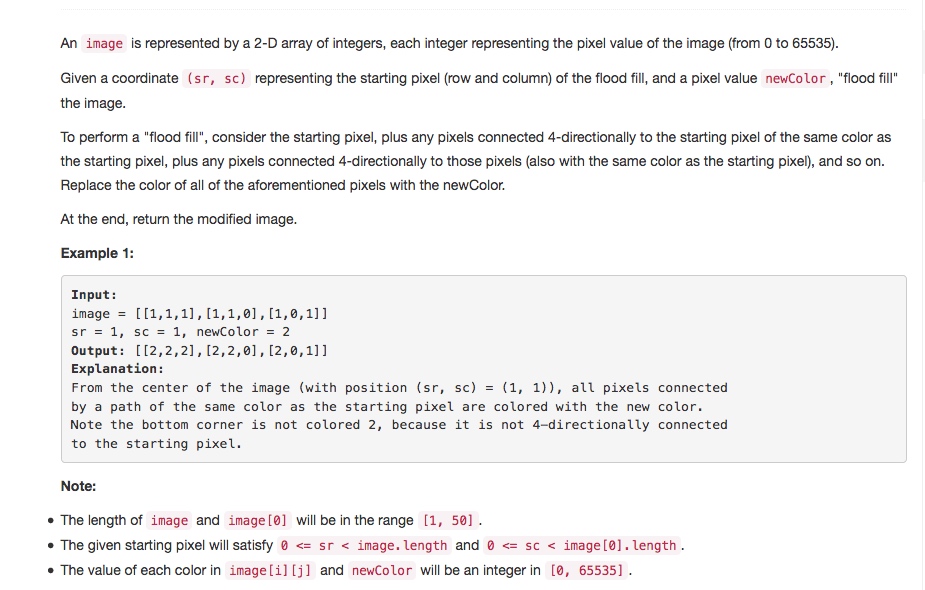 An image is represented by a 2-D array of integers, each integer representing the pixel value of the image (from 0 to 65535).
Given a coordinate (sr, sc) representing the starting pixel (row and column) of the flood fill, and a pixel value newColor, "flood fill"
the image.
To perform a "flood fill", consider the starting pixel, plus any pixels connected 4-directionally to the starting pixel of the same color as
the starting pixel, plus any pixels connected 4-directionally to those pixels (also with the same color as the starting pixel), and so on.
Replace the color of all of the aforementioned pixels with the newColor.
At the end, return the modified image.
Example 1:
Input:
image = [[1,1,1],[1,1,0],[1,0,1]]
sr = 1, sc = 1, newColor = 2
Output: [[2,2,2],[2,2,0],[2,0,1]]
Explanation:
From the center of the image (with position (sr, sc) = (1, 1)), all pixels connected
by a path of the same color as the starting pixel are colored with the new color.
Note the bottom corner is not colored 2, because it is not 4-directionally connected
to the starting pixel.
Note:
• The length of image and image[0] will be in the range [1, 50].
• The given starting pixel will satisfy 0 <= sr < image.length and 0 <= sc < image[0].length.
• The value of each color in image[i][j] and newColor will be an integer in [0, 65535].